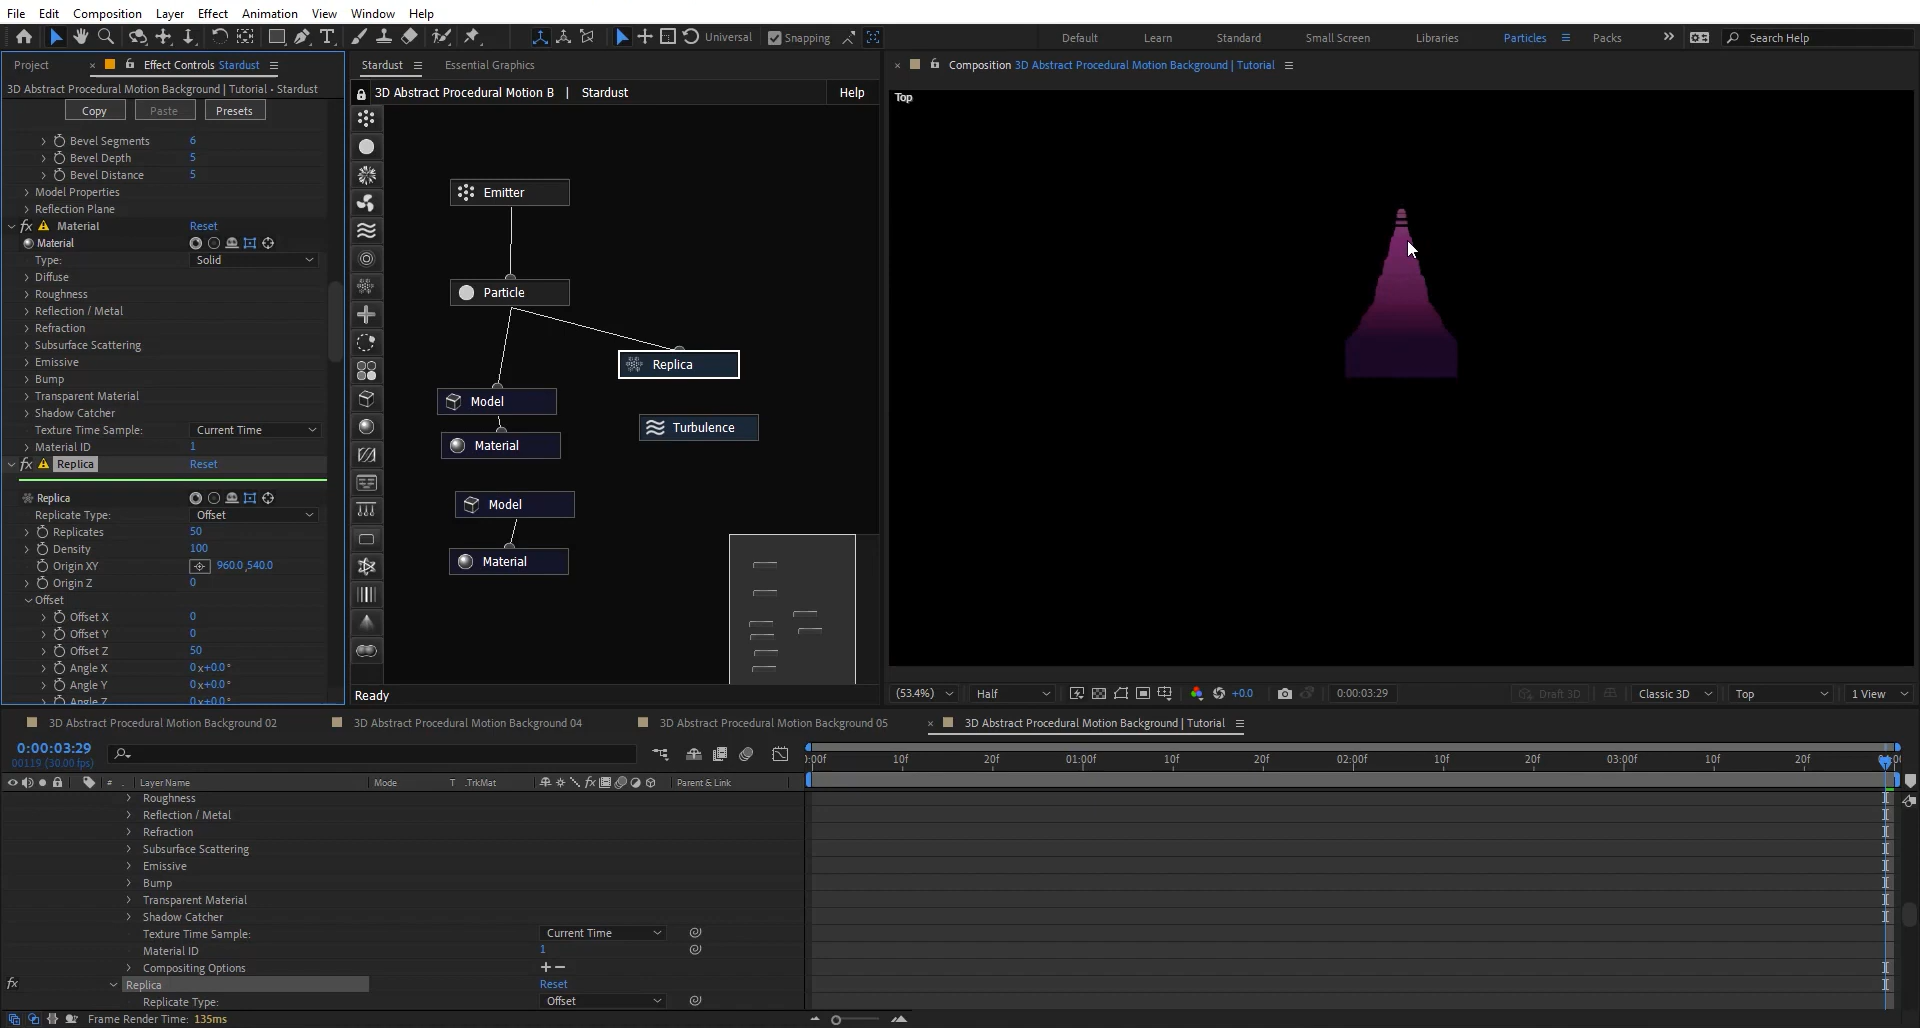 File Edit Composition Layer Effect Animation View Window Help
Universal Snapping Default Learn Standard Small Screen Libraries Particles Packs Search Help
Project Effect Controls Stardust
3D Abstract Procedural Motion Background | Tutorial • Stardust
Copy Paste Presets
Bevel Segments 6
Bevel Depth 5
Bevel Distance 5
Model Properties
Reflection Plane
fx Material Reset
Material
Type: Solid
Diffuse
Roughness
Reflection / Metal
Refraction
Subsurface Scattering
Emissive
Bump
Transparent Material
Shadow Catcher
Texture Time Sample: Current Time
Material ID 1
fx Replica Reset
Replica
Replicate Type: Offset
Replicates 50
Density 100
Origin XY 960.0,540.0
Origin Z 0
Offset
Offset X 0
Offset Y 0
Offset Z 50
Angle X 0x+0.0°
Angle Y 0x+0.0°
Angle Z 0x+0.0°
Stardust Essential Graphics
3D Abstract Procedural Motion B | Stardust Help
Emitter
Particle
Replica
Model
Turbulence
Material
Model
Material
Ready
Composition 3D Abstract Procedural Motion Background | Tutorial
Top
(53.4%) Half +0.0 0:00:03:29 Draft 3D Classic 3D Top 1 View
3D Abstract Procedural Motion Background 02 3D Abstract Procedural Motion Background 04 3D Abstract Procedural Motion Background 05 3D Abstract Procedural Motion Background | Tutorial
0:00:03:29
00119 (30.00 fps)
:00f 10f 20f 01:00f 10f 20f 02:00f 10f 20f 03:00f 10f 20f
# Layer Name Mode T .TrkMat fx Parent & Link
Roughness
Reflection / Metal
Refraction
Subsurface Scattering
Emissive
Bump
Transparent Material
Shadow Catcher
Texture Time Sample: Current Time
Material ID 1
Compositing Options
fx Replica Reset
Replicate Type: Offset
Frame Render Time: 135ms